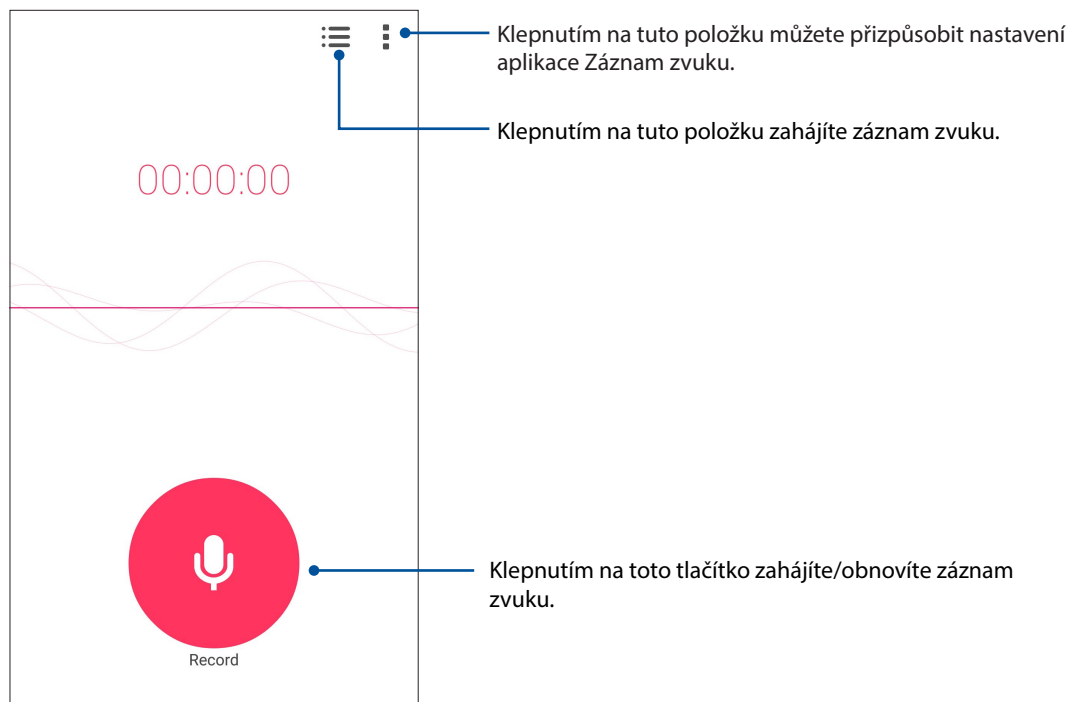 Klepnutím na tuto položku můžete přizpůsobit nastavení
aplikace Záznam zvuku.
Klepnutím na tuto položku zahájíte záznam zvuku.
00:00:00
Klepnutím na toto tlačítko zahájíte/obnovíte záznam
zvuku.
Record